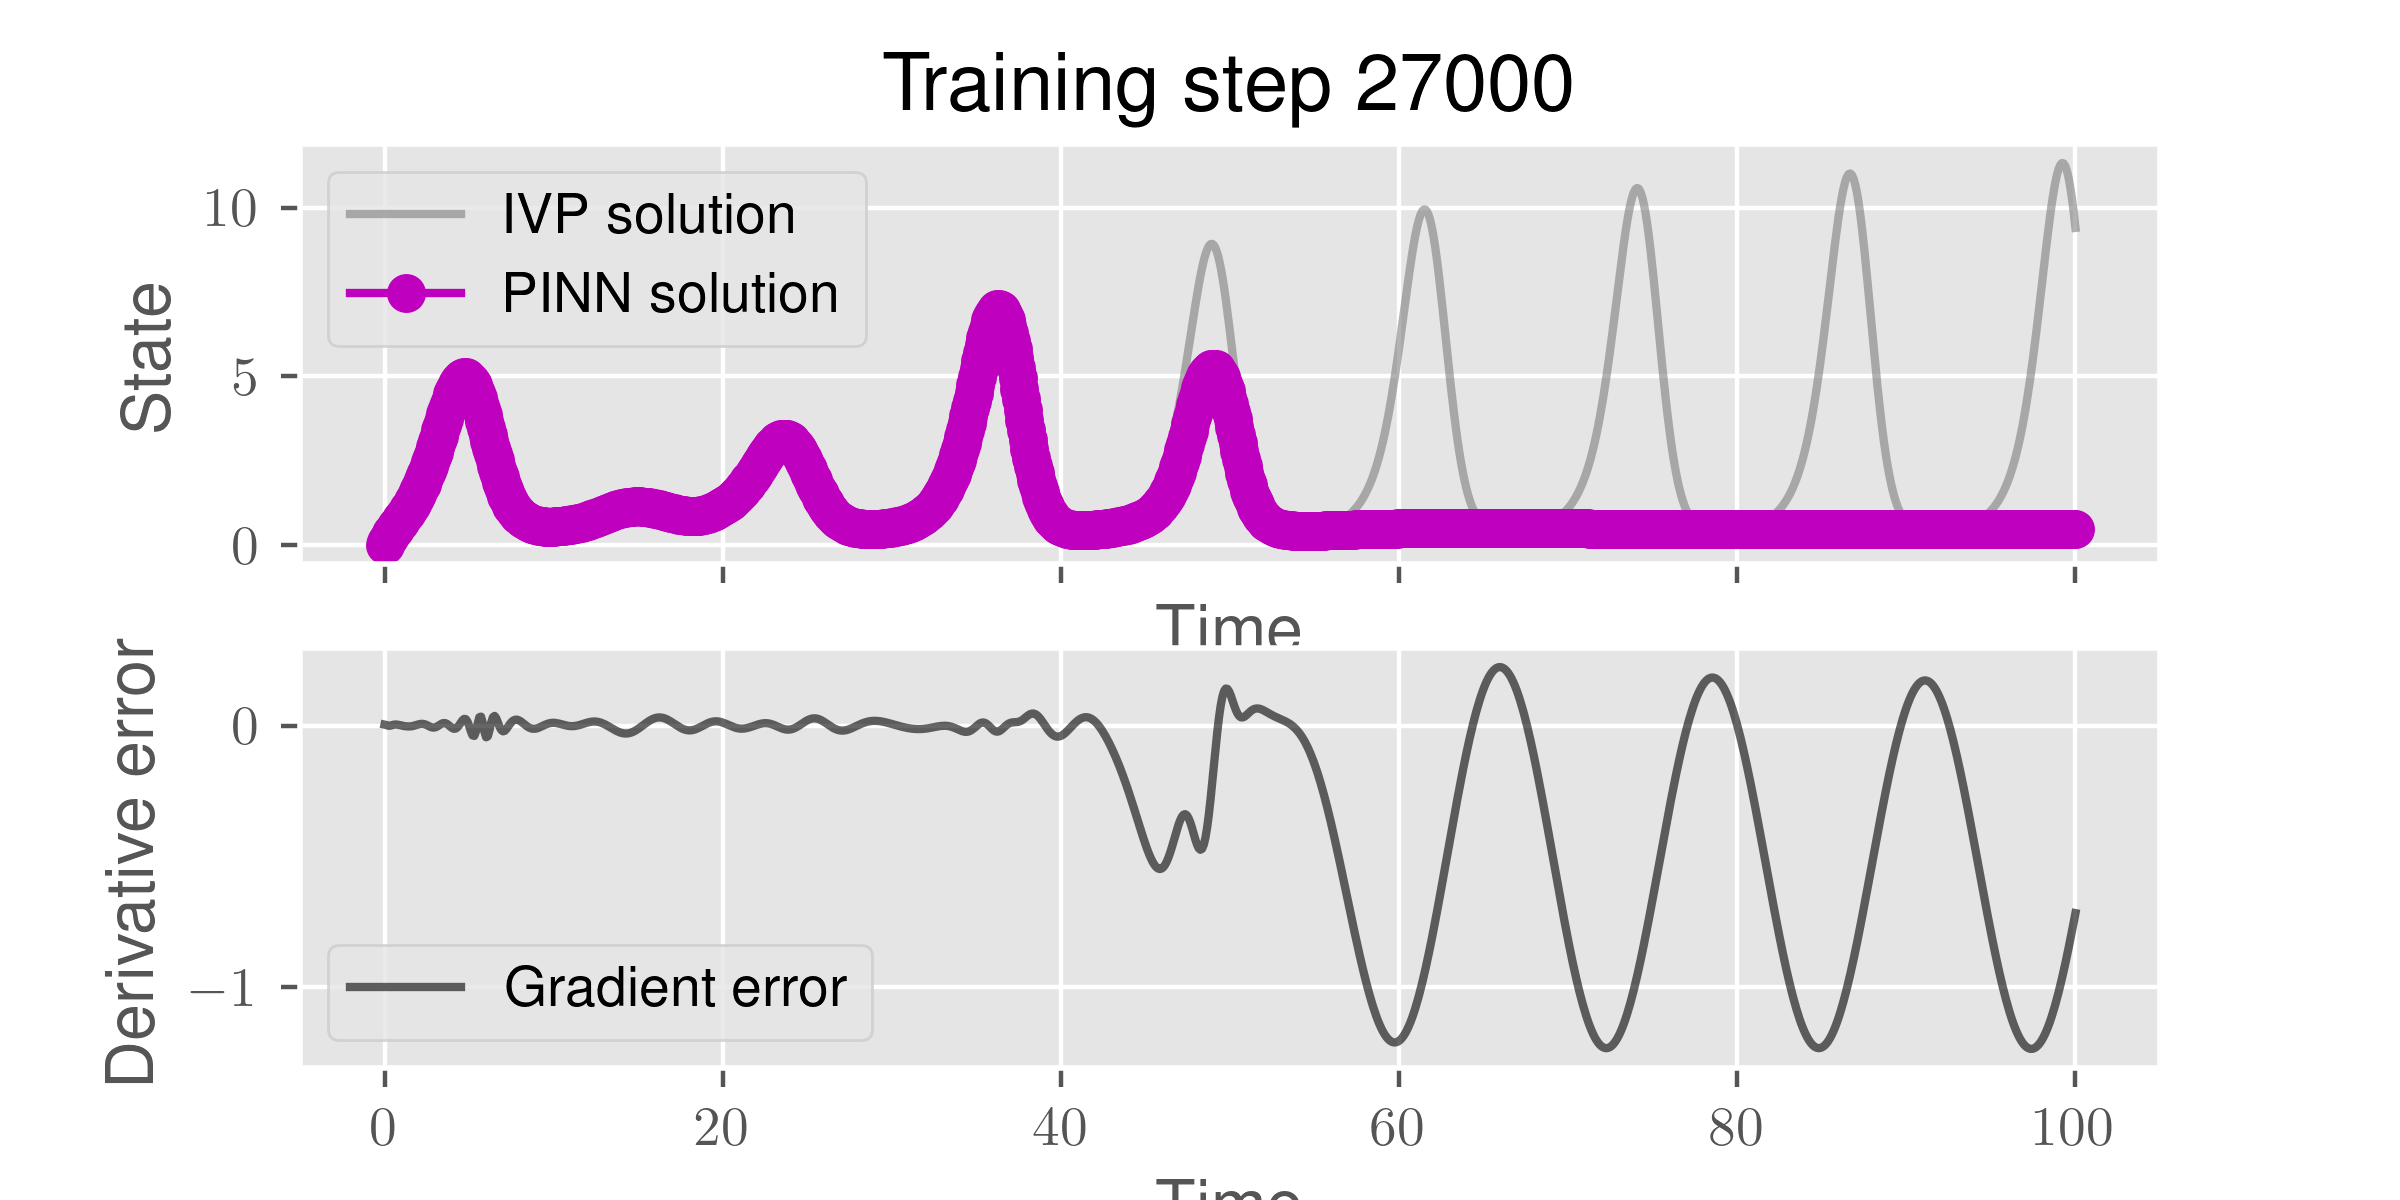 Training step 27000
IVP solution
PINN solution
State
10
5
0
Time
Derivative error
0
−1
Gradient error
0 20 40 60 80 100
Time